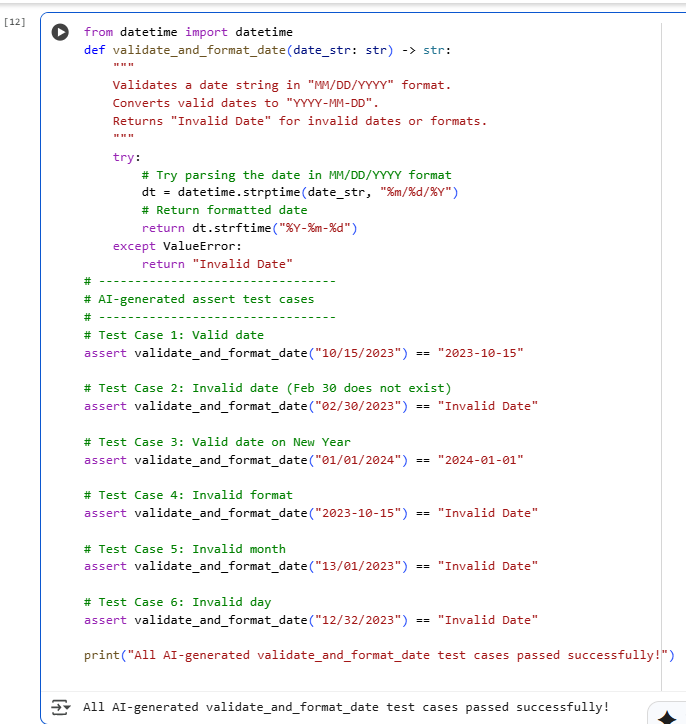 [12]
from datetime import datetime
def validate_and_format_date(date_str: str) -> str:
    """
    Validates a date string in "MM/DD/YYYY" format.
    Converts valid dates to "YYYY-MM-DD".
    Returns "Invalid Date" for invalid dates or formats.
    """
    try:
        # Try parsing the date in MM/DD/YYYY format
        dt = datetime.strptime(date_str, "%m/%d/%Y")
        # Return formatted date
        return dt.strftime("%Y-%m-%d")
    except ValueError:
        return "Invalid Date"
# ---------------------------------
# AI-generated assert test cases
# ---------------------------------
# Test Case 1: Valid date
assert validate_and_format_date("10/15/2023") == "2023-10-15"

# Test Case 2: Invalid date (Feb 30 does not exist)
assert validate_and_format_date("02/30/2023") == "Invalid Date"

# Test Case 3: Valid date on New Year
assert validate_and_format_date("01/01/2024") == "2024-01-01"

# Test Case 4: Invalid format
assert validate_and_format_date("2023-10-15") == "Invalid Date"

# Test Case 5: Invalid month
assert validate_and_format_date("13/01/2023") == "Invalid Date"

# Test Case 6: Invalid day
assert validate_and_format_date("12/32/2023") == "Invalid Date"

print("All AI-generated validate_and_format_date test cases passed successfully!")
All AI-generated validate_and_format_date test cases passed successfully!